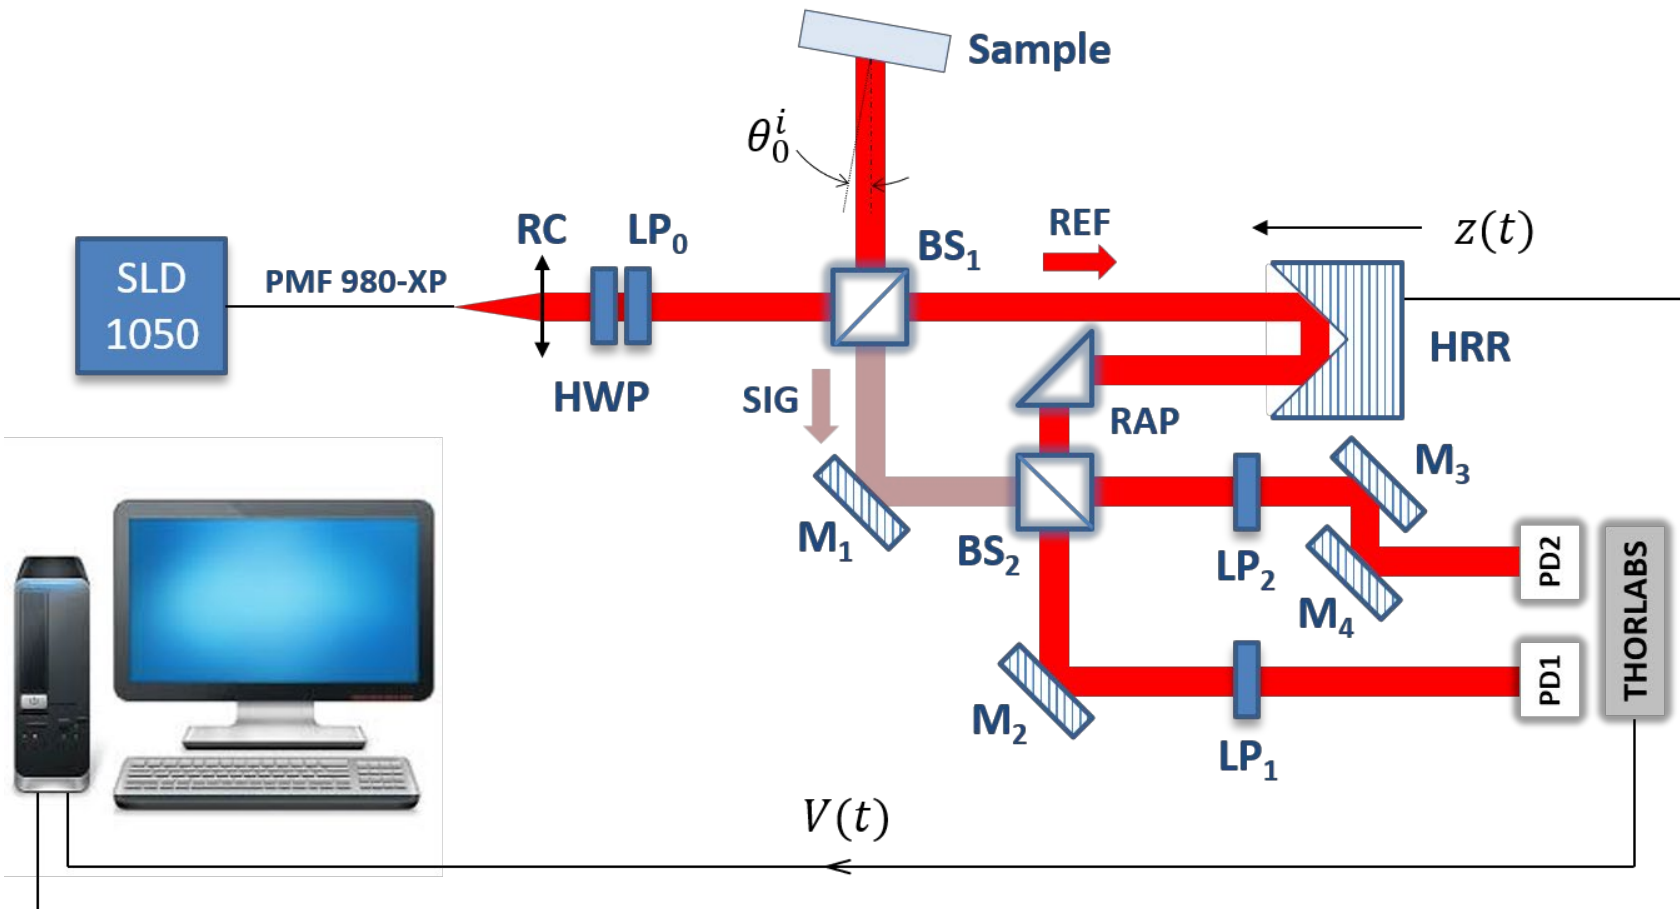 Sample
θ₀ⁱ
RC
LP₀
BS₁
REF
z(t)
SLD
1050
PMF 980-XP
HWP
SIG
RAP
HRR
M₁
BS₂
LP₂
M₃
M₄
PD2
THORLABS
M₂
LP₁
PD1
V(t)